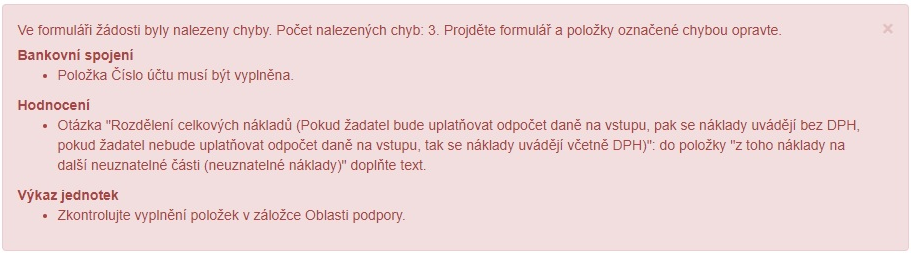 Ve formuláři žádosti byly nalezeny chyby. Počet nalezených chyb: 3. Projděte formulář a položky označené chybou opravte.
×
Bankovní spojení
• Položka Číslo účtu musí být vyplněna.
Hodnocení
• Otázka "Rozdělení celkových nákladů (Pokud žadatel bude uplatňovat odpočet daně na vstupu, pak se náklady uvádějí bez DPH,
pokud žadatel nebude uplatňovat odpočet daně na vstupu, tak se náklady uvádějí včetně DPH)": do položky "z toho náklady na
další neuznatelné části (neuznatelné náklady)" doplňte text.
Výkaz jednotek
• Zkontrolujte vyplnění položek v záložce Oblasti podpory.